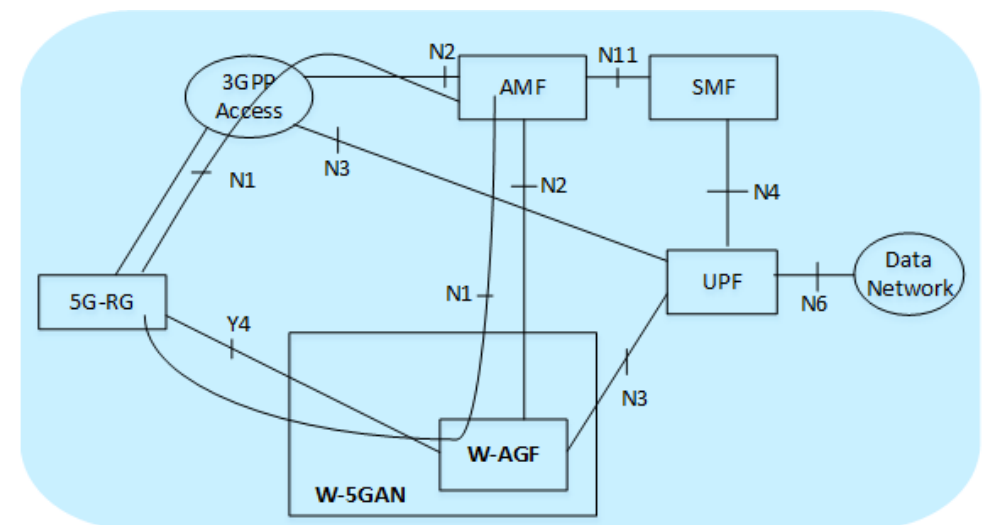 N2
N11
3GPP
Access
AMF
SMF
N1
N3
N2
N4
Data
Network
5G-RG
UPF
N1
N6
Y4
N3
W-AGF
W-5GAN